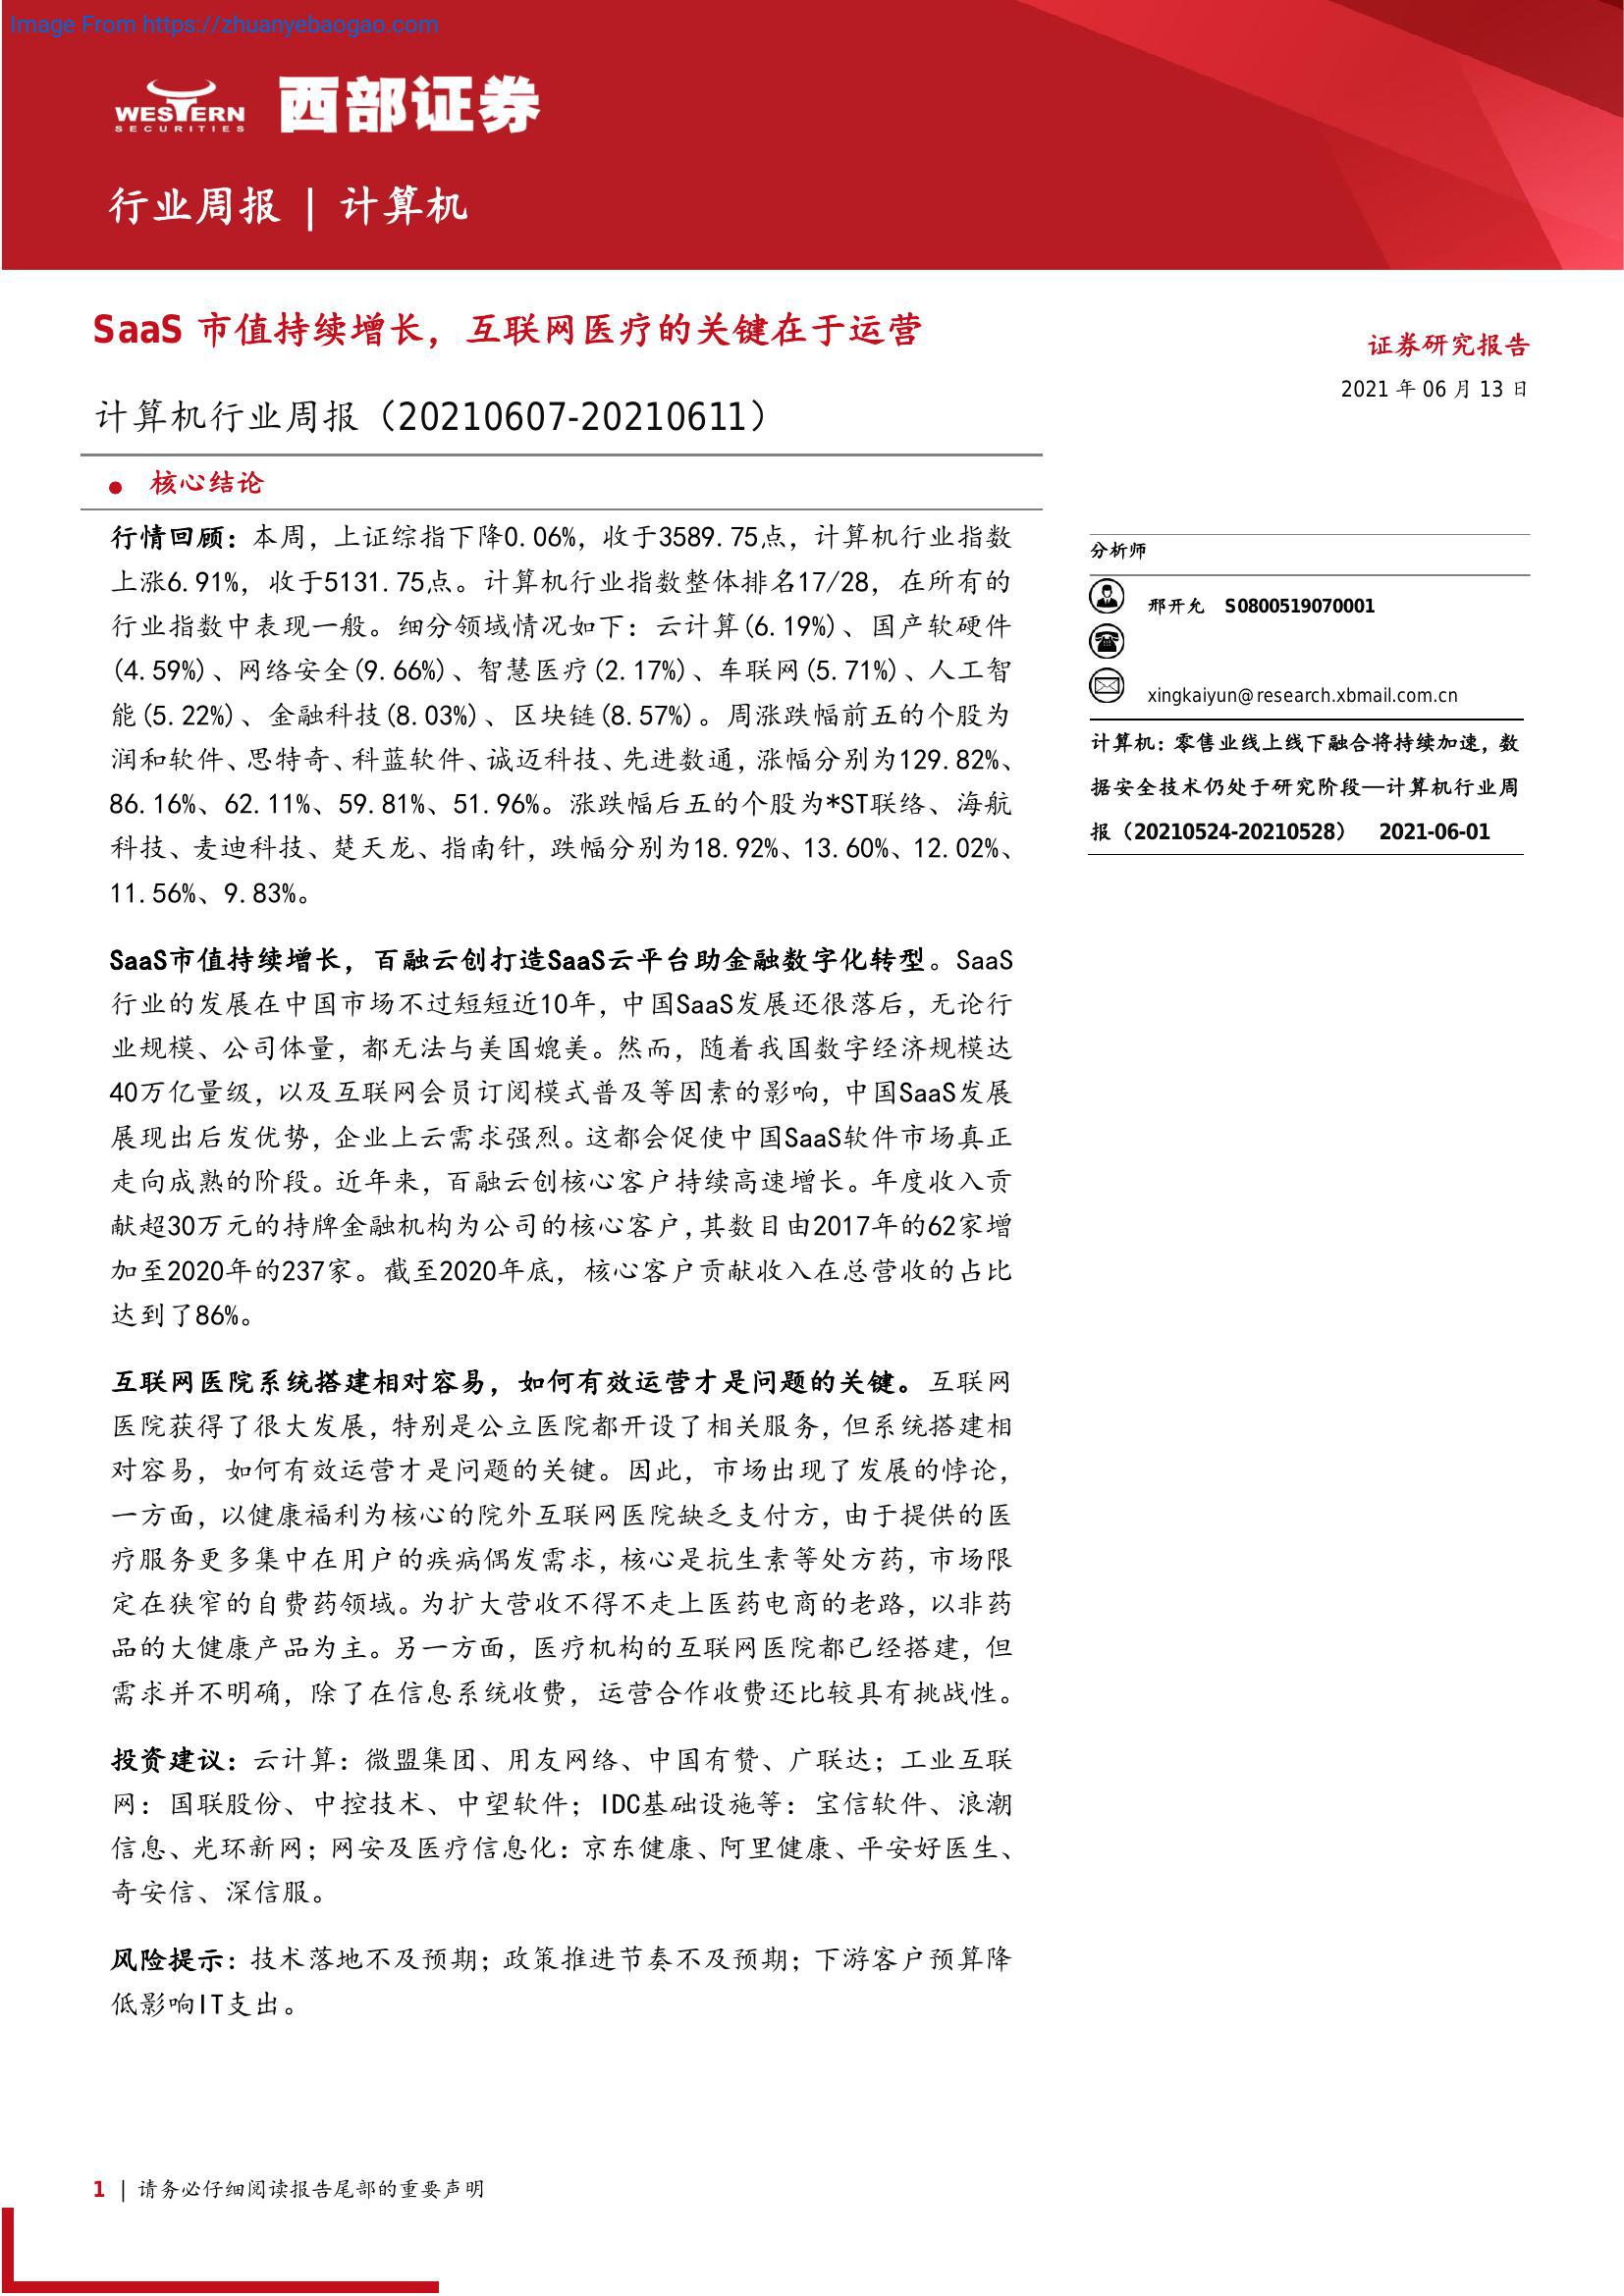 Image From https://zhuanyebaogao.com
WESTERN
SECURITIES
西部证券
行业周报 | 计算机
SaaS 市值持续增长，互联网医疗的关键在于运营
计算机行业周报（20210607-20210611）
● 核心结论
行情回顾：本周，上证综指下降0.06%，收于3589.75点，计算机行业指数
上涨6.91%，收于5131.75点。计算机行业指数整体排名17/28，在所有的
行业指数中表现一般。细分领域情况如下：云计算(6.19%)、国产软硬件
(4.59%)、网络安全(9.66%)、智慧医疗(2.17%)、车联网(5.71%)、人工智
能(5.22%)、金融科技(8.03%)、区块链(8.57%)。周涨跌幅前五的个股为
润和软件、思特奇、科蓝软件、诚迈科技、先进数通，涨幅分别为129.82%、
86.16%、62.11%、59.81%、51.96%。涨跌幅后五的个股为*ST联络、海航
科技、麦迪科技、楚天龙、指南针，跌幅分别为18.92%、13.60%、12.02%、
11.56%、9.83%。
SaaS市值持续增长，百融云创打造SaaS云平台助金融数字化转型。SaaS
行业的发展在中国市场不过短短近10年，中国SaaS发展还很落后，无论行
业规模、公司体量，都无法与美国媲美。然而，随着我国数字经济规模达
40万亿量级，以及互联网会员订阅模式普及等因素的影响，中国SaaS发展
展现出后发优势，企业上云需求强烈。这都会促使中国SaaS软件市场真正
走向成熟的阶段。近年来，百融云创核心客户持续高速增长。年度收入贡
献超30万元的持牌金融机构为公司的核心客户，其数目由2017年的62家增
加至2020年的237家。截至2020年底，核心客户贡献收入在总营收的占比
达到了86%。
互联网医院系统搭建相对容易，如何有效运营才是问题的关键。互联网
医院获得了很大发展，特别是公立医院都开设了相关服务，但系统搭建相
对容易，如何有效运营才是问题的关键。因此，市场出现了发展的悖论，
一方面，以健康福利为核心的院外互联网医院缺乏支付方，由于提供的医
疗服务更多集中在用户的疾病偶发需求，核心是抗生素等处方药，市场限
定在狭窄的自费药领域。为扩大营收不得不走上医药电商的老路，以非药
品的大健康产品为主。另一方面，医疗机构的互联网医院都已经搭建，但
需求并不明确，除了在信息系统收费，运营合作收费还比较具有挑战性。
投资建议：云计算：微盟集团、用友网络、中国有赞、广联达；工业互联
网：国联股份、中控技术、中望软件；IDC基础设施等：宝信软件、浪潮
信息、光环新网；网安及医疗信息化：京东健康、阿里健康、平安好医生、
奇安信、深信服。
风险提示：技术落地不及预期；政策推进节奏不及预期；下游客户预算降
低影响IT支出。
证券研究报告
2021 年 06 月 13 日
分析师
邢开允 S0800519070001
xingkaiyun@research.xbmail.com.cn
计算机：零售业线上线下融合将持续加速，数
据安全技术仍处于研究阶段—计算机行业周
报（20210524-20210528） 2021-06-01
1 | 请务必仔细阅读报告尾部的重要声明